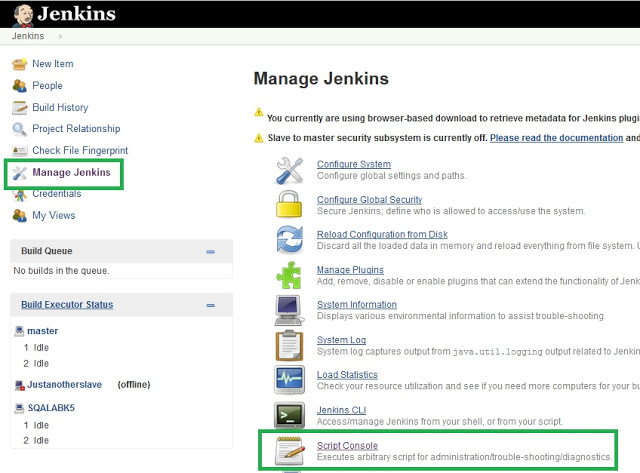 Jenkins
Jenkins
New Item
People
Build History
Project Relationship
Check File Fingerprint
Manage Jenkins
Credentials
My Views
Build Queue
No builds in the queue.
Build Executor Status
master
1 Idle
2 Idle
Justanotherslave (offline)
SQALABK5
1 Idle
2 Idle
Manage Jenkins
You currently are using browser-based download to retrieve metadata for Jenkins plugin
Slave to master security subsystem is currently off. Please read the documentation and
Configure System
Configure global settings and paths.
Configure Global Security
Secure Jenkins; define who is allowed to access/use the system.
Reload Configuration from Disk
Discard all the loaded data in memory and reload everything from file system. U
Manage Plugins
Add, remove, disable or enable plugins that can extend the functionality of Jenk
System Information
Displays various environmental information to assist trouble-shooting.
System Log
System log captures output from java.util.logging output related to Jenkin
Load Statistics
Check your resource utilization and see if you need more computers for your bu
Jenkins CLI
Access/manage Jenkins from your shell, or from your script.
Script Console
Executes arbitrary script for administration/trouble-shooting/diagnostics.